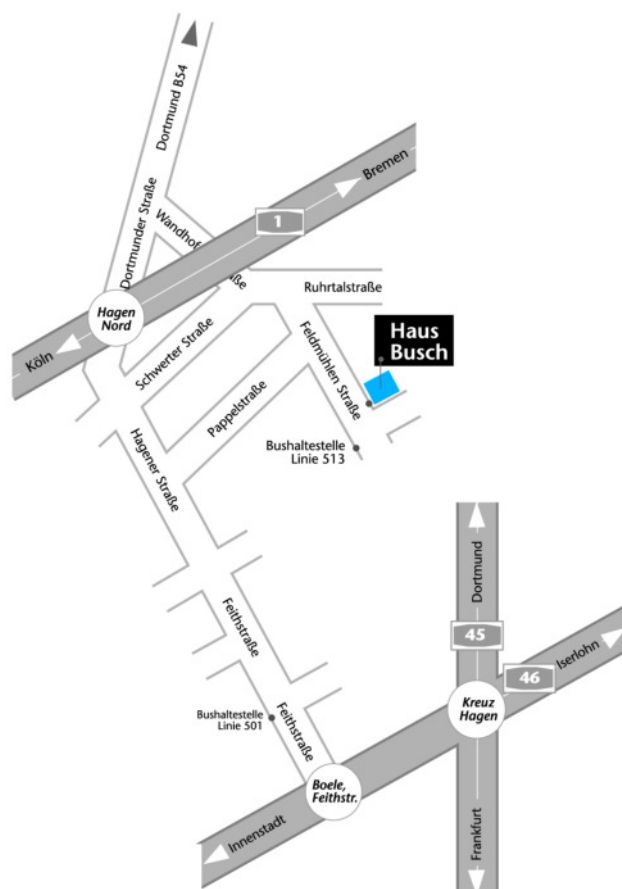 Dortmund B54
Bremen
1
Wandhofer Straße
Dortmunder Straße
Ruhrtalstraße
Hagen
Nord
Haus
Busch
Köln
Schwerter Straße
Feldmühlen Straße
Pappelstraße
Hagener Straße
Bushaltestelle
Linie 513
Dortmund
Feithstraße
45
Iserlohn
46
Kreuz
Hagen
Bushaltestelle
Linie 501
Feithstraße
Boele,
Feithstr.
Innenstadt
Frankfurt